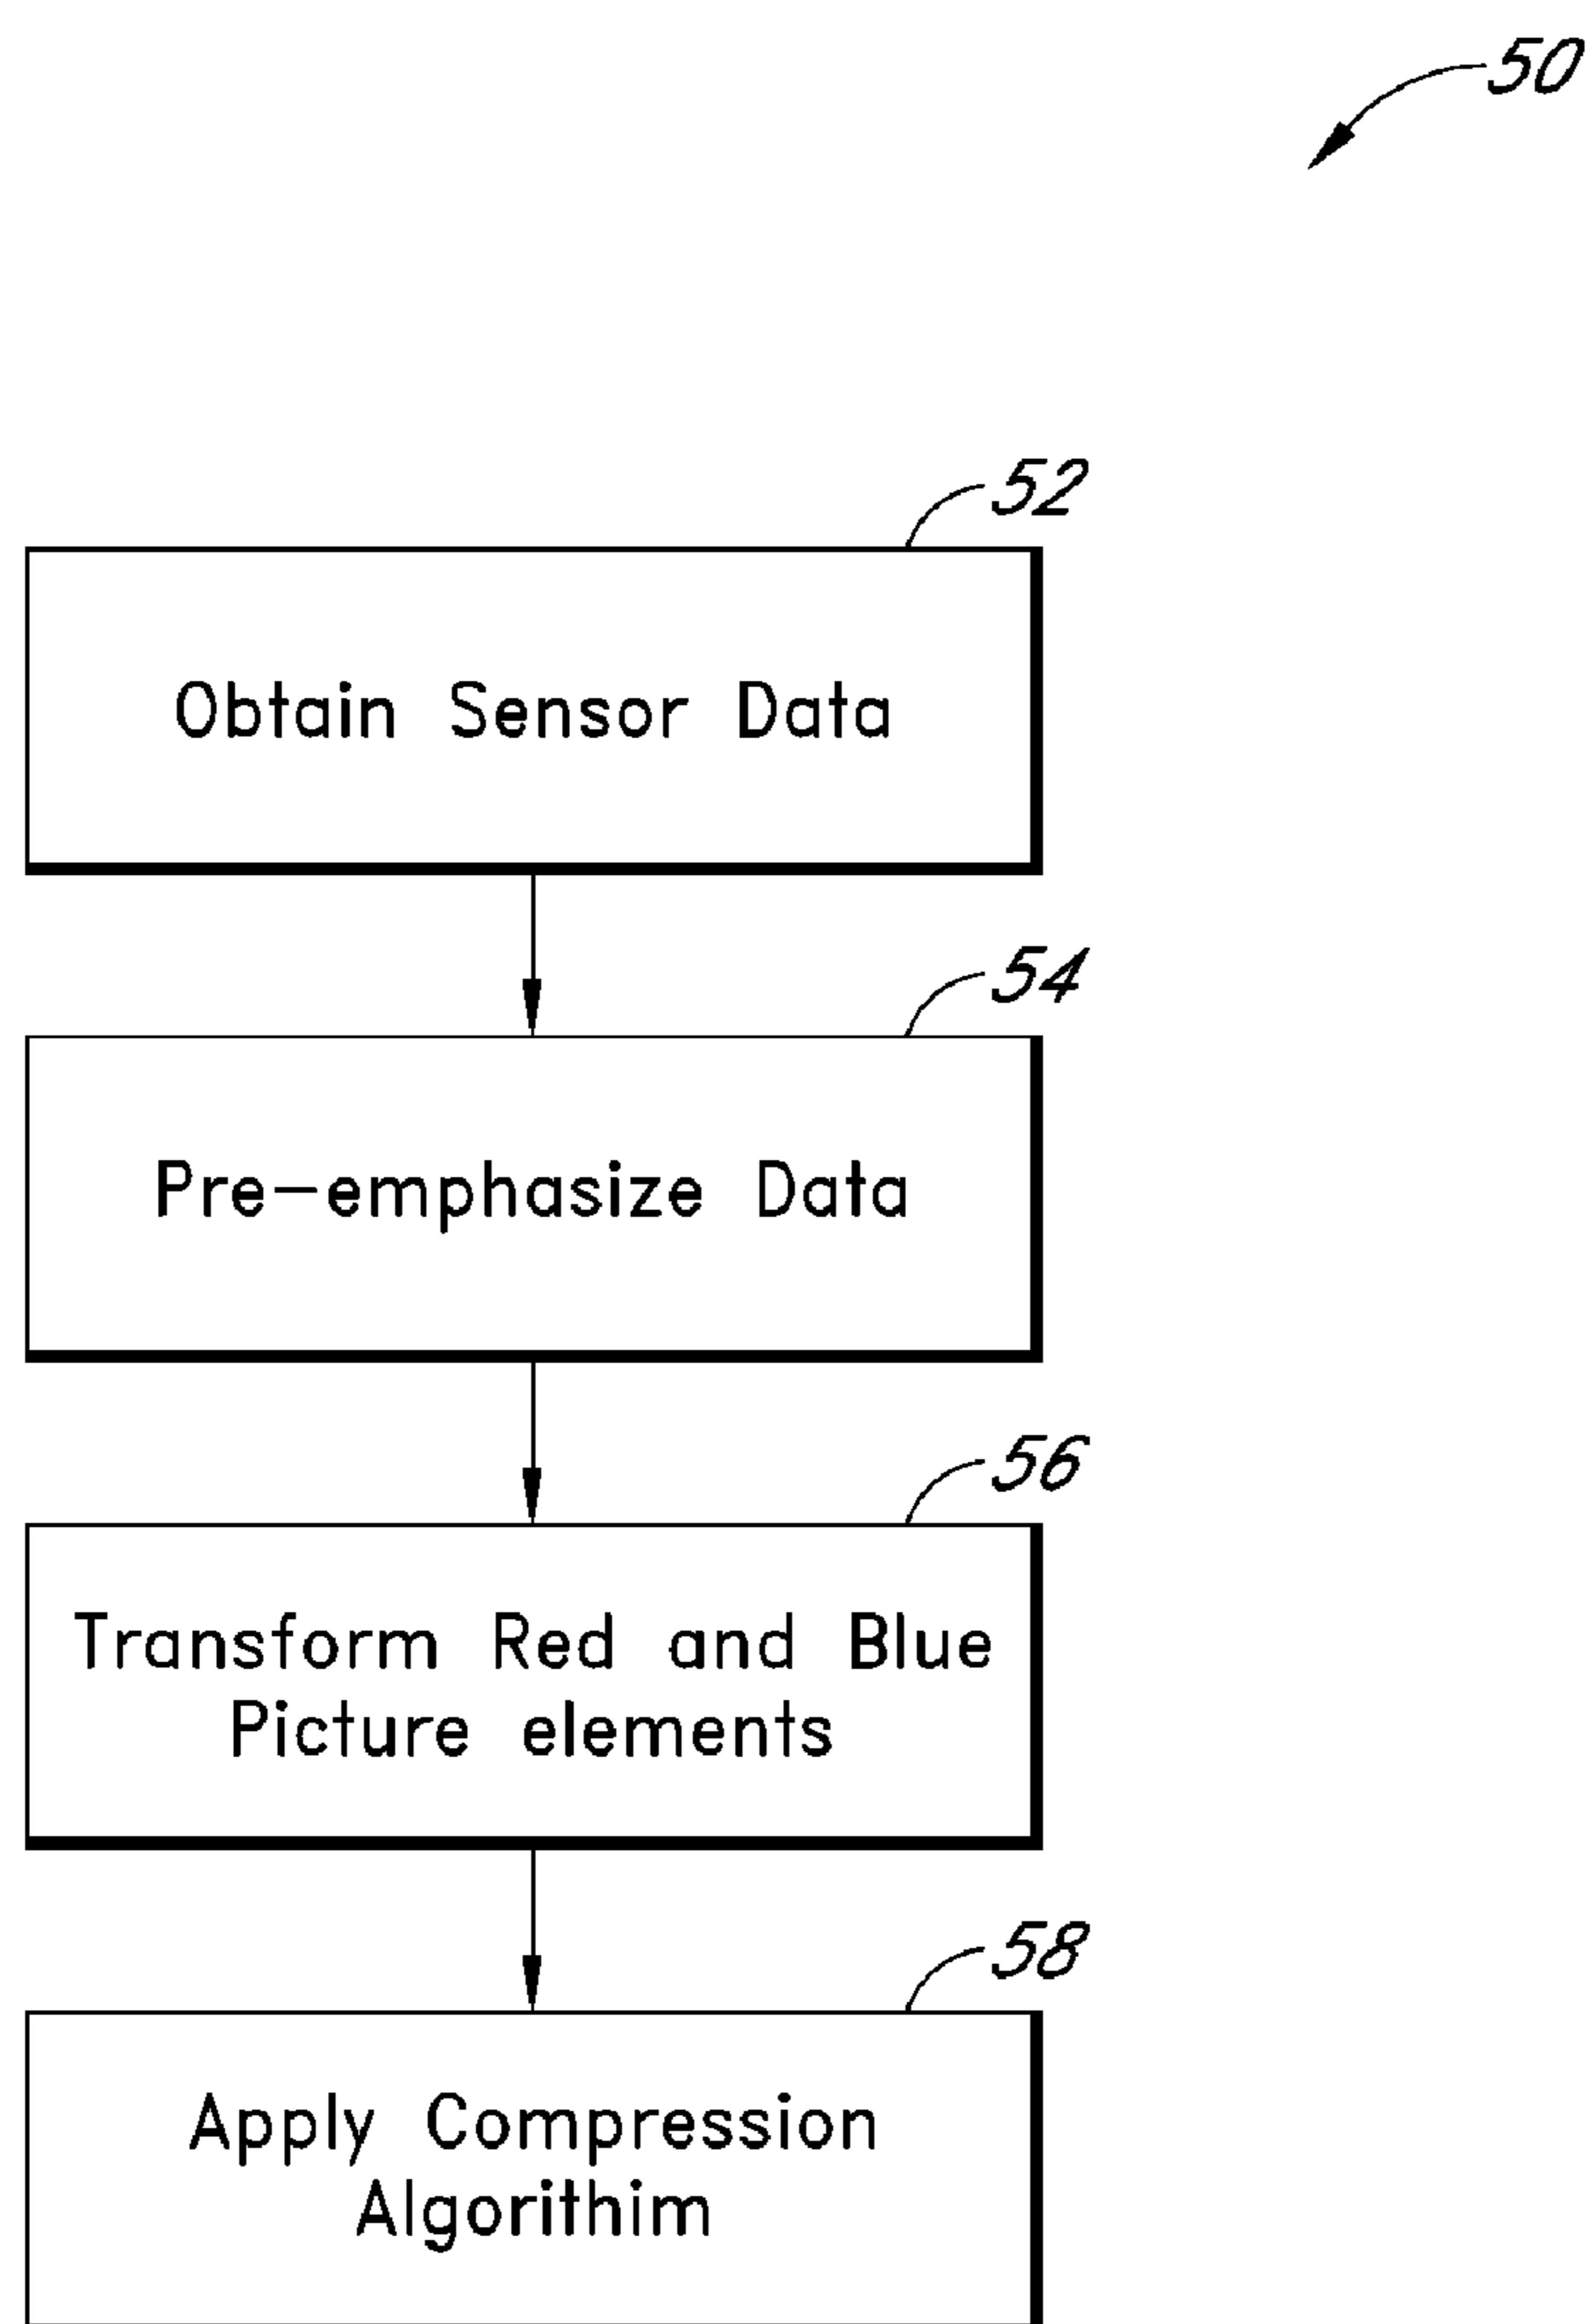 50
52
Obtain Sensor Data
54
Pre-emphasize Data
56
Transform Red and Blue
Picture elements
58
Apply Compression
Algorithim